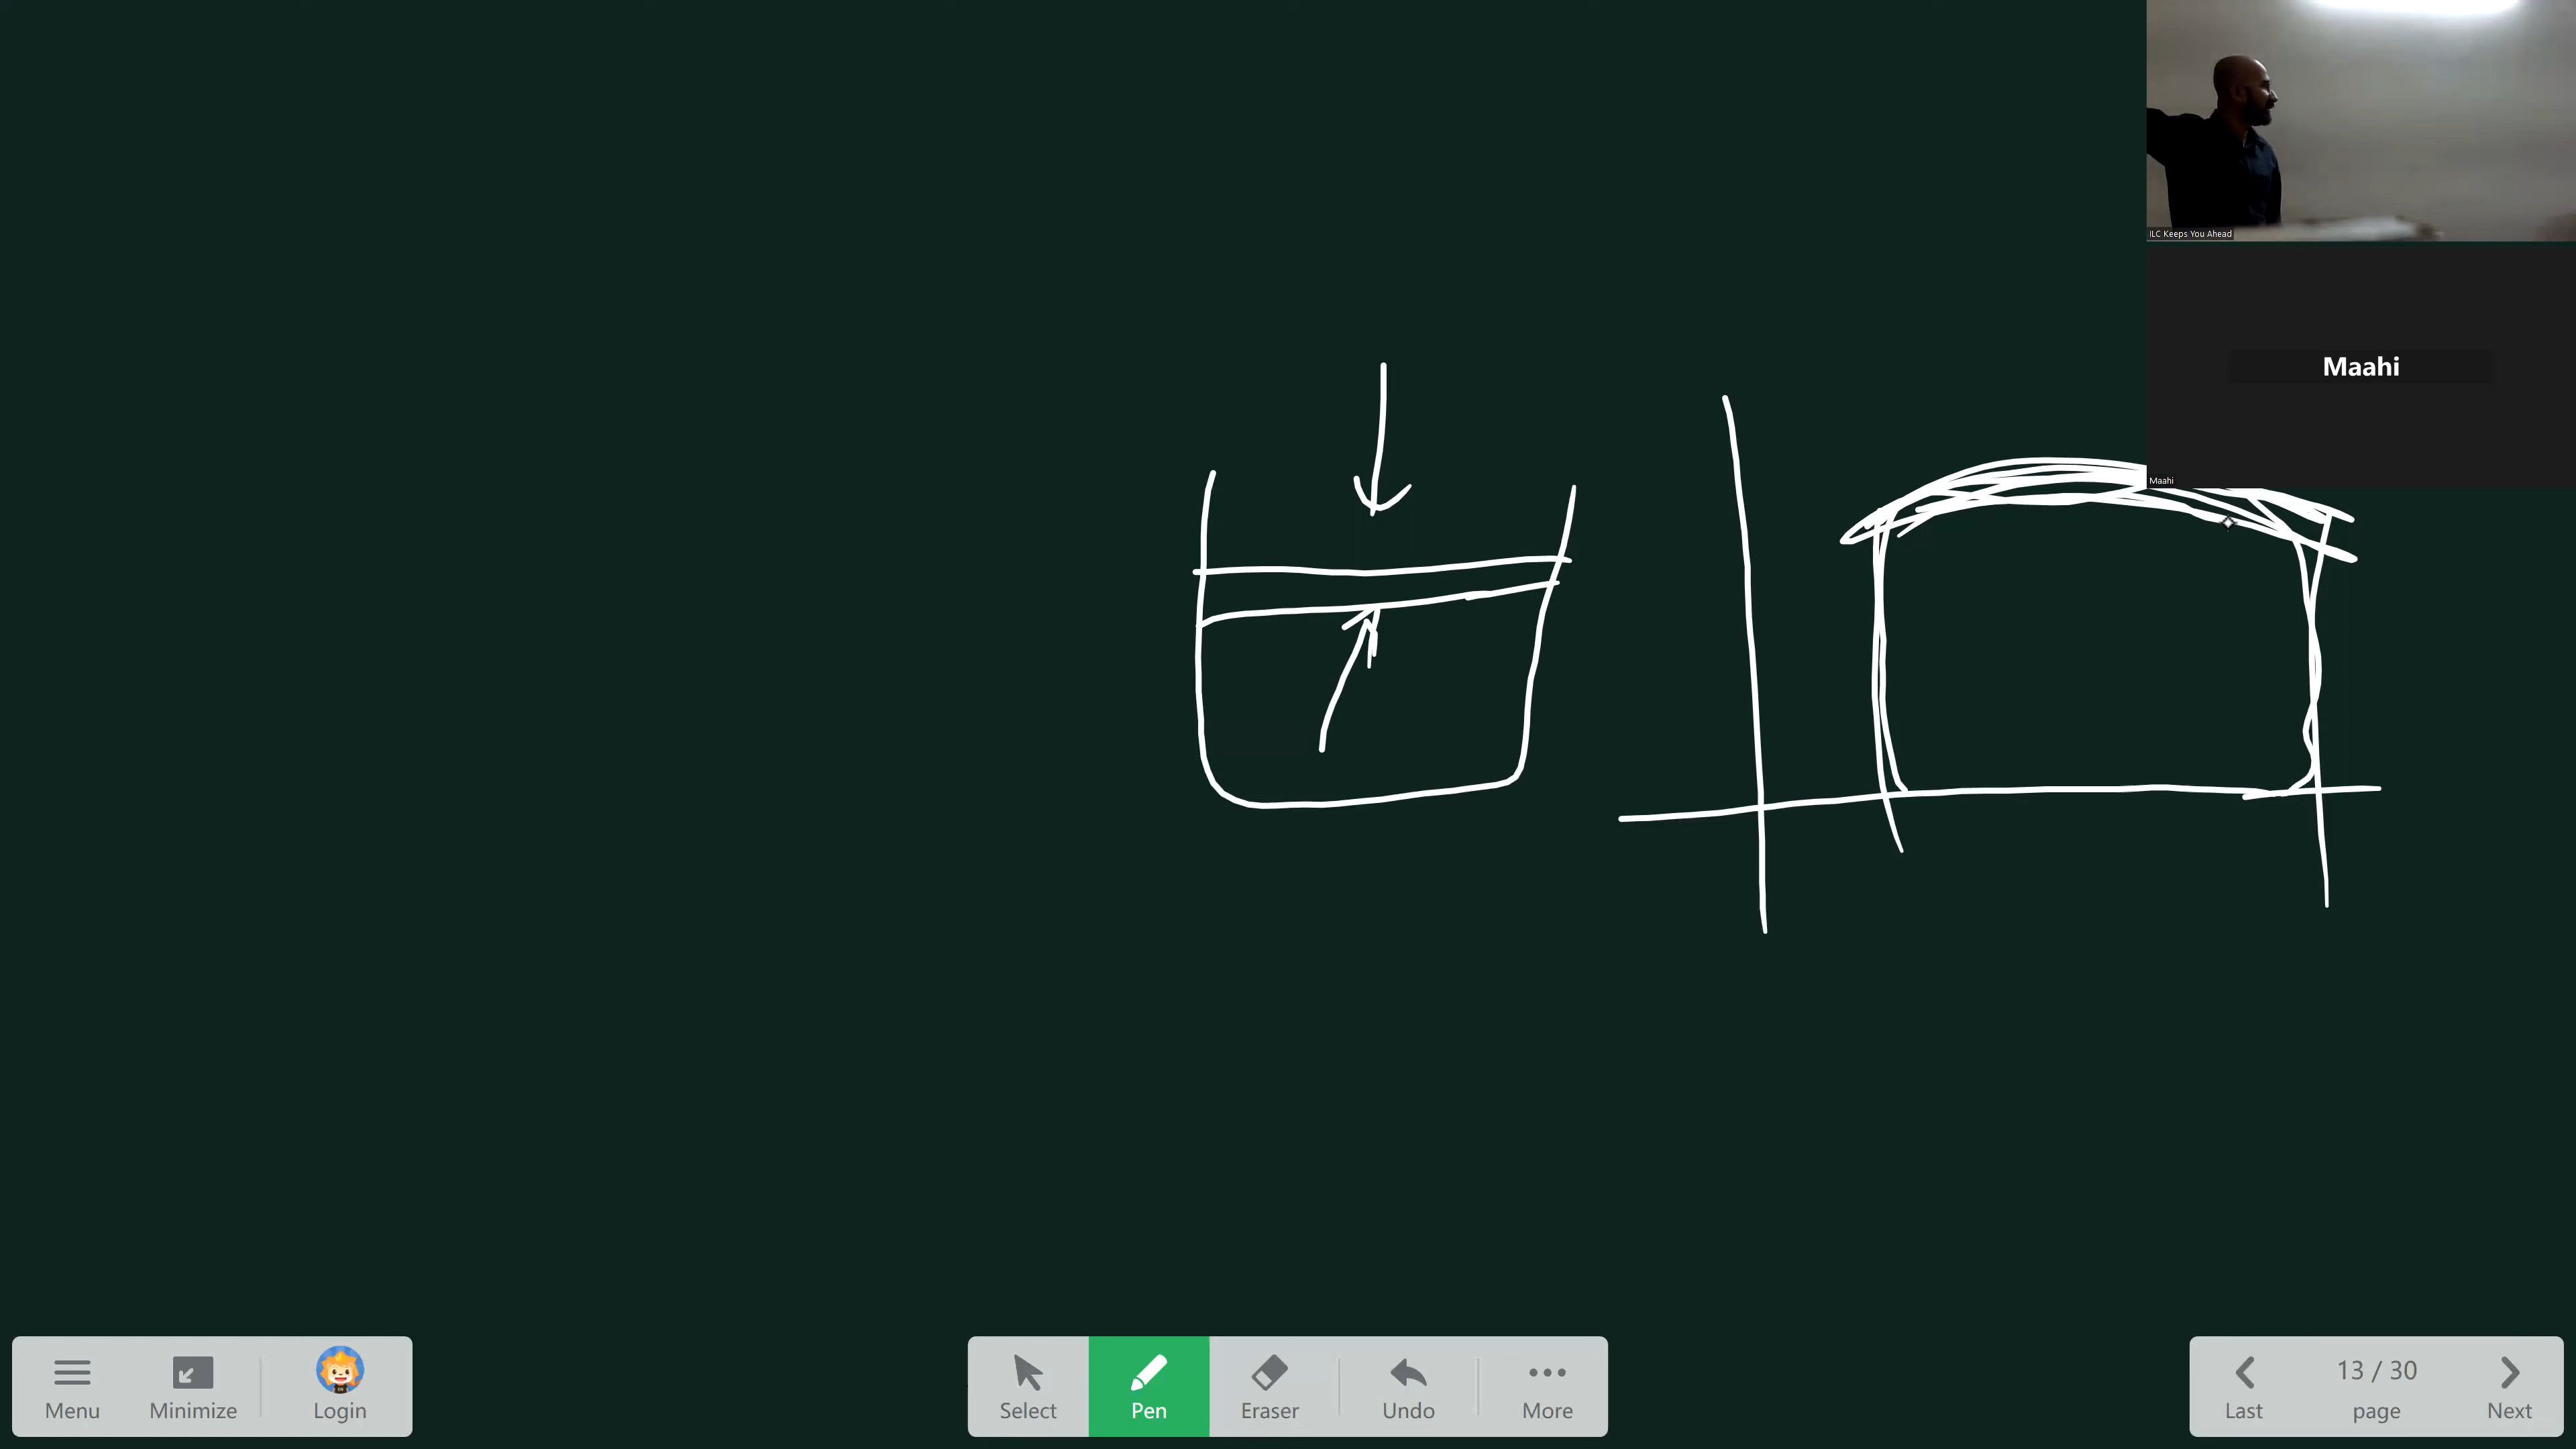 ILC Keeps You Ahead
Maahi
Maahi
Menu
Minimize
Login
Select
Pen
Eraser
Undo
More
Last
13 / 30
page
Next